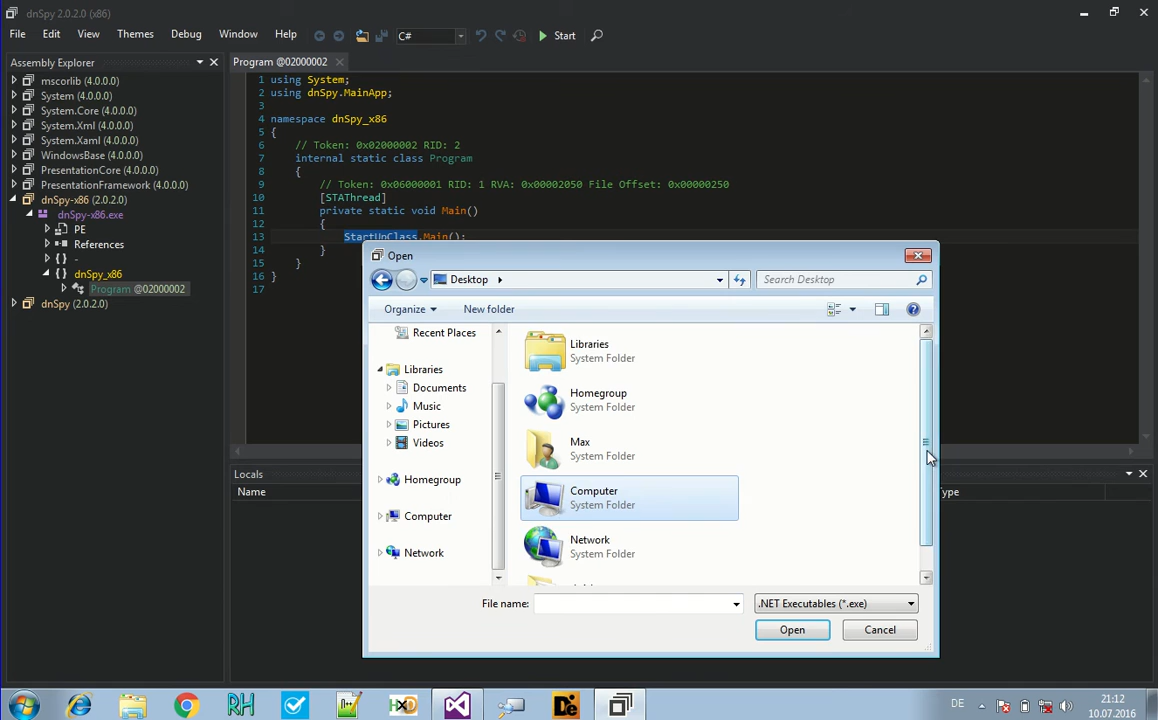 dnSpy 2.0.2.0 (x86)
File Edit View Themes Debug Window Help C# Start
Assembly Explorer
mscorlib (4.0.0.0)
System (4.0.0.0)
System.Core (4.0.0.0)
System.Xml (4.0.0.0)
System.Xaml (4.0.0.0)
WindowsBase (4.0.0.0)
PresentationCore (4.0.0.0)
PresentationFramework (4.0.0.0)
dnSpy-x86 (2.0.2.0)
dnSpy-x86.exe
PE
References
{ } -
{ } dnSpy_x86
Program @02000002
dnSpy (2.0.2.0)
Program @02000002
1 using System;
2 using dnSpy.MainApp;
3
4 namespace dnSpy_x86
5 {
6 // Token: 0x02000002 RID: 2
7 internal static class Program
8 {
9 // Token: 0x06000001 RID: 1 RVA: 0x00002050 File Offset: 0x00000250
10 [STAThread]
11 private static void Main()
12 {
13 StartUpClass.Main();
14 }
15 }
16 }
17
Open
Desktop
Search Desktop
Organize New folder
Recent Places
Libraries
Documents
Music
Pictures
Videos
Homegroup
Computer
Network
Libraries
System Folder
Homegroup
System Folder
Max
System Folder
Computer
System Folder
Network
System Folder
File name: .NET Executables (*.exe)
Open Cancel
Locals
Name Type
RH HXD De DE
21:12
10.07.2016